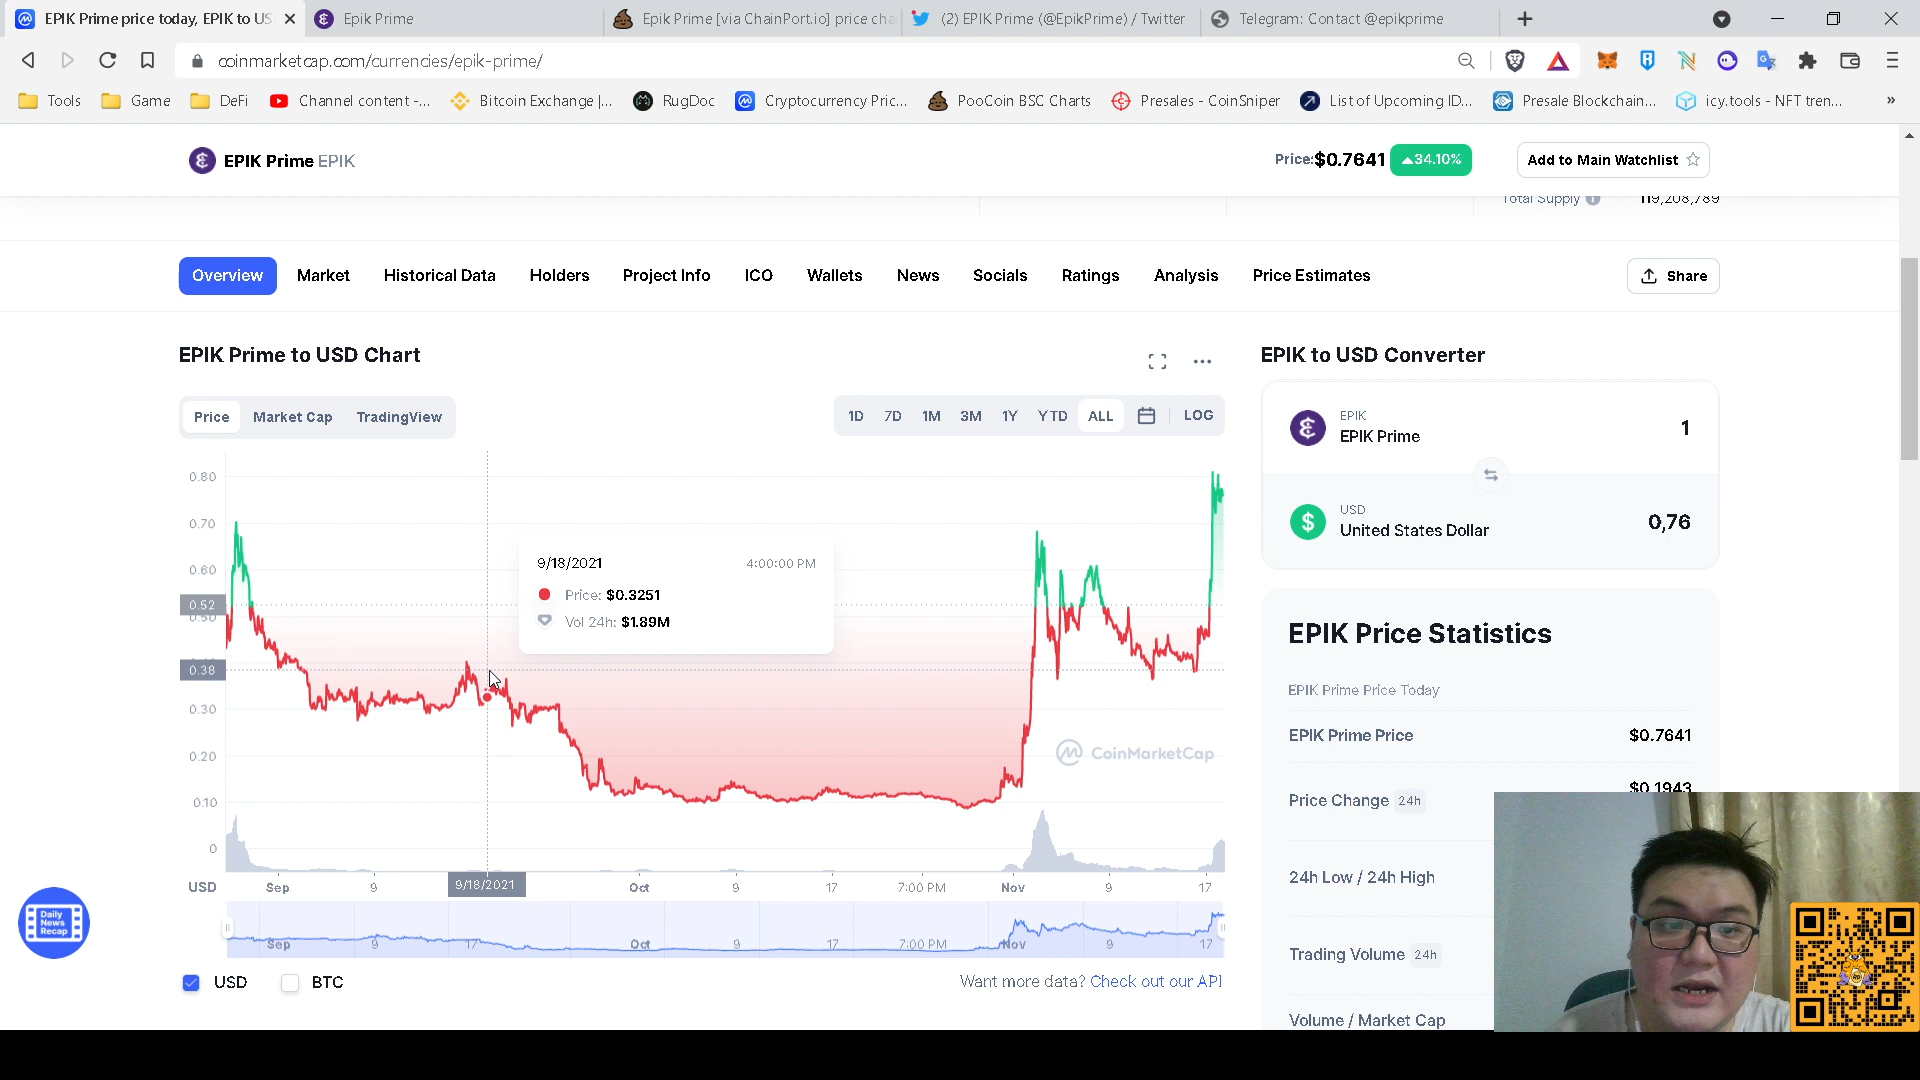 EPIK Prime price today, EPIK to US
Epik Prime
Epik Prime [via ChainPort.io] price cha
(2) EPIK Prime (@EpikPrime) / Twitter
Telegram: Contact @epikprime
coinmarketcap.com/currencies/epik-prime/
Tools
Game
DeFi
Channel content -...
Bitcoin Exchange |...
RugDoc
Cryptocurrency Pric...
PooCoin BSC Charts
Presales - CoinSniper
List of Upcoming ID...
Presale Blockchain...
icy.tools - NFT tren...
EPIK Prime EPIK
Price:$0.7641 34.10%
Add to Main Watchlist
Total Supply 119,208,789
Overview
Market
Historical Data
Holders
Project Info
ICO
Wallets
News
Socials
Ratings
Analysis
Price Estimates
Share
EPIK Prime to USD Chart
Price
Market Cap
TradingView
1D 7D 1M 3M 1Y YTD ALL LOG
0.80
0.70
0.60
0.52
0.50
0.38
0.30
0.20
0.10
0
9/18/2021 4:00:00 PM
Price: $0.3251
Vol 24h: $1.89M
CoinMarketCap
USD Sep 9 9/18/2021 Oct 9 17 7:00 PM Nov 9 17
Sep 9 17 Oct 9 17 7:00 PM Nov 9 17
Daily
News
Recap
USD
BTC
Want more data? Check out our API
EPIK to USD Converter
EPIK
EPIK Prime
1
USD
United States Dollar
0,76
EPIK Price Statistics
EPIK Prime Price Today
EPIK Prime Price $0.7641
$0.1943
Price Change 24h
24h Low / 24h High
Trading Volume 24h
Volume / Market Cap